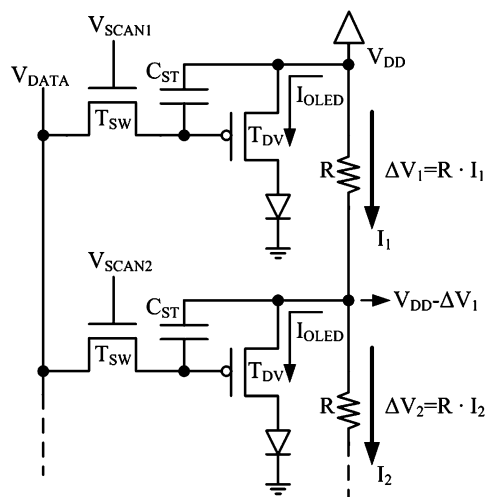 V_SCAN1
V_DATA
C_ST
V_DD
I_OLED
T_SW
T_DV
R
ΔV_1=R · I_1
I_1
V_SCAN2
C_ST
V_DD-ΔV_1
I_OLED
T_SW
T_DV
R
ΔV_2=R · I_2
I_2